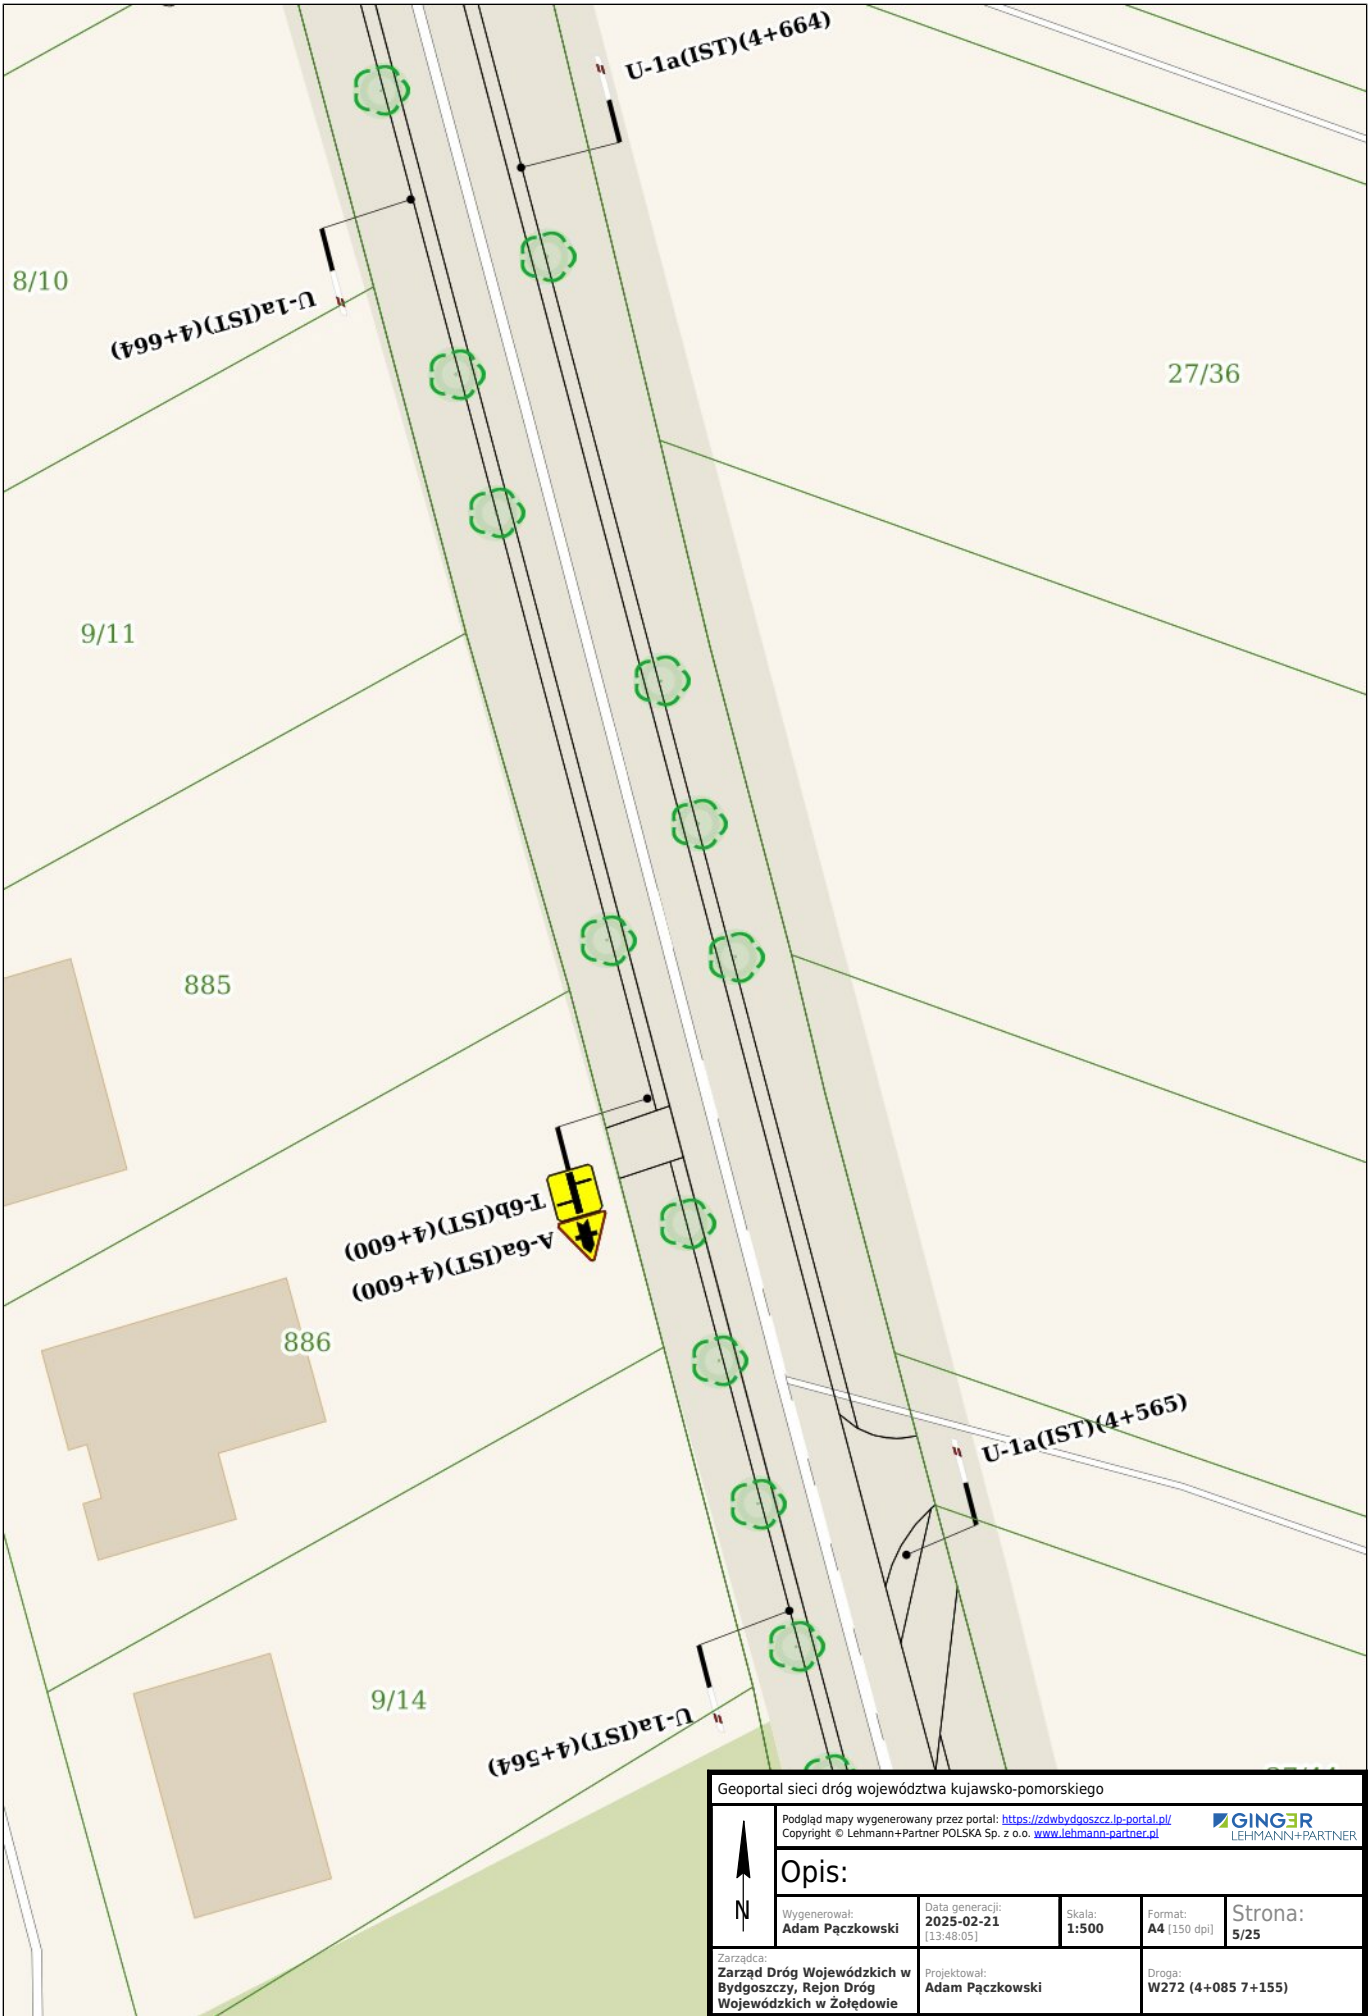 U-1a(IST)(4+664)
8/10
U-1a(IST)(4+664)
27/36
9/11
885
T-6b(IST)(4+600)
A-6a(IST)(4+600)
886
U-1a(IST)(4+565)
9/14
U-1a(IST)(4+564)
Geoportal sieci dróg województwa kujawsko-pomorskiego
Podgląd mapy wygenerowany przez portal: https://zdwbydgoszcz.lp-portal.pl/
Copyright © Lehmann+Partner POLSKA Sp. z o.o. www.lehmann-partner.pl
GINGER
LEHMANN+PARTNER
N
Opis:
Wygenerował:
Adam Pączkowski
Data generacji:
2025-02-21
[13:48:05]
Skala:
1:500
Format:
A4 [150 dpi]
Strona:
5/25
Zarządca:
Zarząd Dróg Wojewódzkich w
Bydgoszczy, Rejon Dróg
Wojewódzkich w Żołędowie
Projektował:
Adam Pączkowski
Droga:
W272 (4+085 7+155)